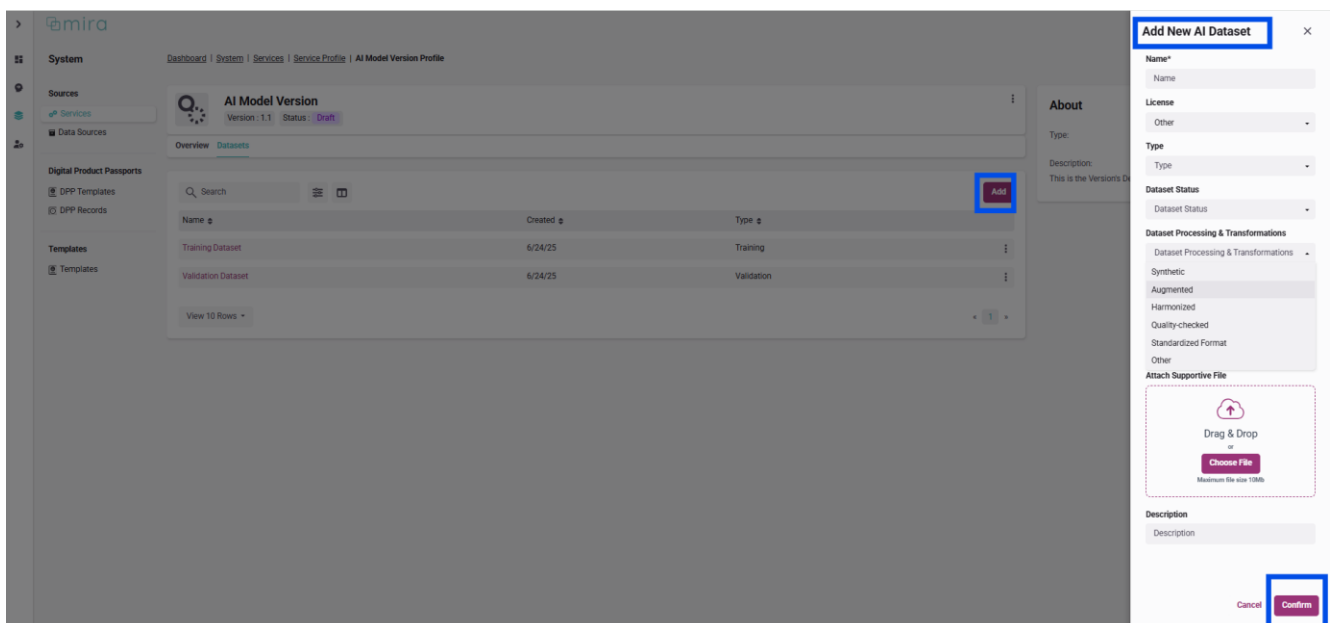 mira
System
Sources
Services
Data Sources
Digital Product Passports
DPP Templates
DPP Records
Templates
Templates
Dashboard | System | Services | Service Profile | AI Model Version Profile
AI Model Version
Version : 1.1 Status : Draft
Overview Datasets
Search
Add
Name Created Type
Training Dataset 6/24/25 Training
Validation Dataset 6/24/25 Validation
View 10 Rows
« 1 »
About
Type:
Description:
This is the Version's De
Add New AI Dataset
Name*
Name
License
Other
Type
Type
Dataset Status
Dataset Status
Dataset Processing & Transformations
Dataset Processing & Transformations
Synthetic
Augmented
Harmonized
Quality-checked
Standardized Format
Other
Attach Supportive File
Drag & Drop
or
Choose File
Maximum file size 10Mb
Description
Description
Cancel Confirm